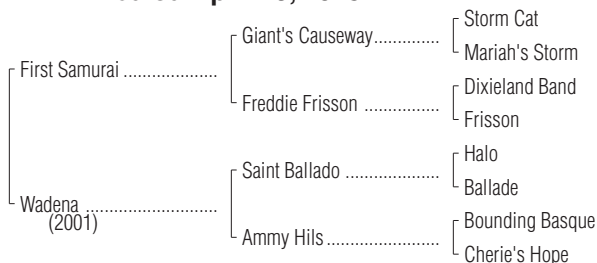 Storm Cat
Giant's Causeway..............
Mariah's Storm
First Samurai ....................
Dixieland Band
Freddie Frisson ................
Frisson
Halo
Saint Ballado ....................
Ballade
Wadena ............................
(2001)
Bounding Basque
Ammy Hils........................
Cherie's Hope